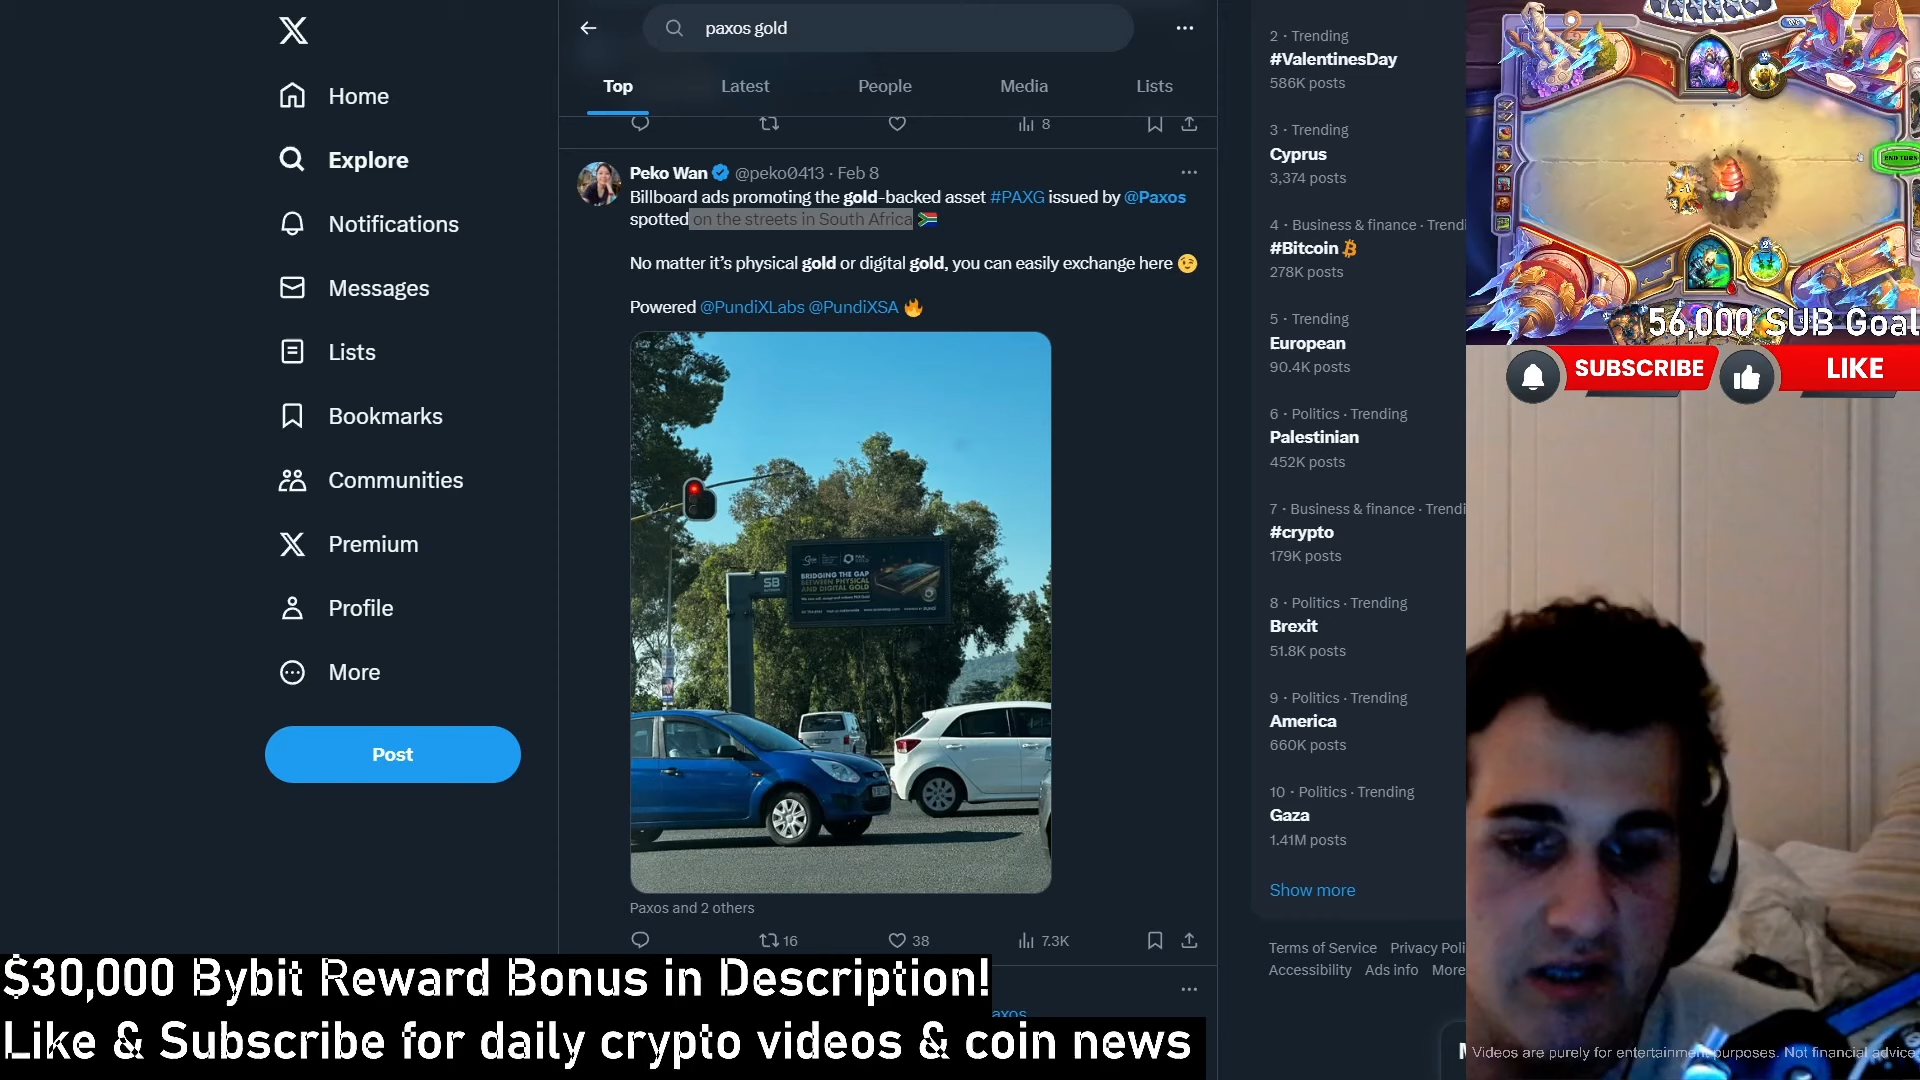 paxos gold
Top
Latest
People
Media
Lists
Home
Explore
Notifications
Messages
Lists
Bookmarks
Communities
Premium
Profile
More
Post
8
Peko Wan @peko0413 · Feb 8
Billboard ads promoting the gold-backed asset #PAXG issued by @Paxos
spotted on the streets in South Africa 🇿🇦
No matter it's physical gold or digital gold, you can easily exchange here 😉
Powered @PundiXLabs @PundiXSA 🔥
SB
BRIDGING THE GAP
BETWEEN PHYSICAL
AND DIGITAL GOLD
Paxos and 2 others
16
38
7.3K
axos
2 · Trending
#ValentinesDay
586K posts
3 · Trending
Cyprus
3,374 posts
4 · Business & finance · Trendi
#Bitcoin
278K posts
5 · Trending
European
90.4K posts
6 · Politics · Trending
Palestinian
452K posts
7 · Business & finance · Trendi
#crypto
179K posts
8 · Politics · Trending
Brexit
51.8K posts
9 · Politics · Trending
America
660K posts
10 · Politics · Trending
Gaza
1.41M posts
Show more
Terms of Service Privacy Poli
Accessibility Ads info More
END TURN
56,000 SUB Goal
SUBSCRIBE
LIKE
$30,000 Bybit Reward Bonus in Description!
Like & Subscribe for daily crypto videos & coin news
Videos are purely for entertainment purposes. Not financial advice